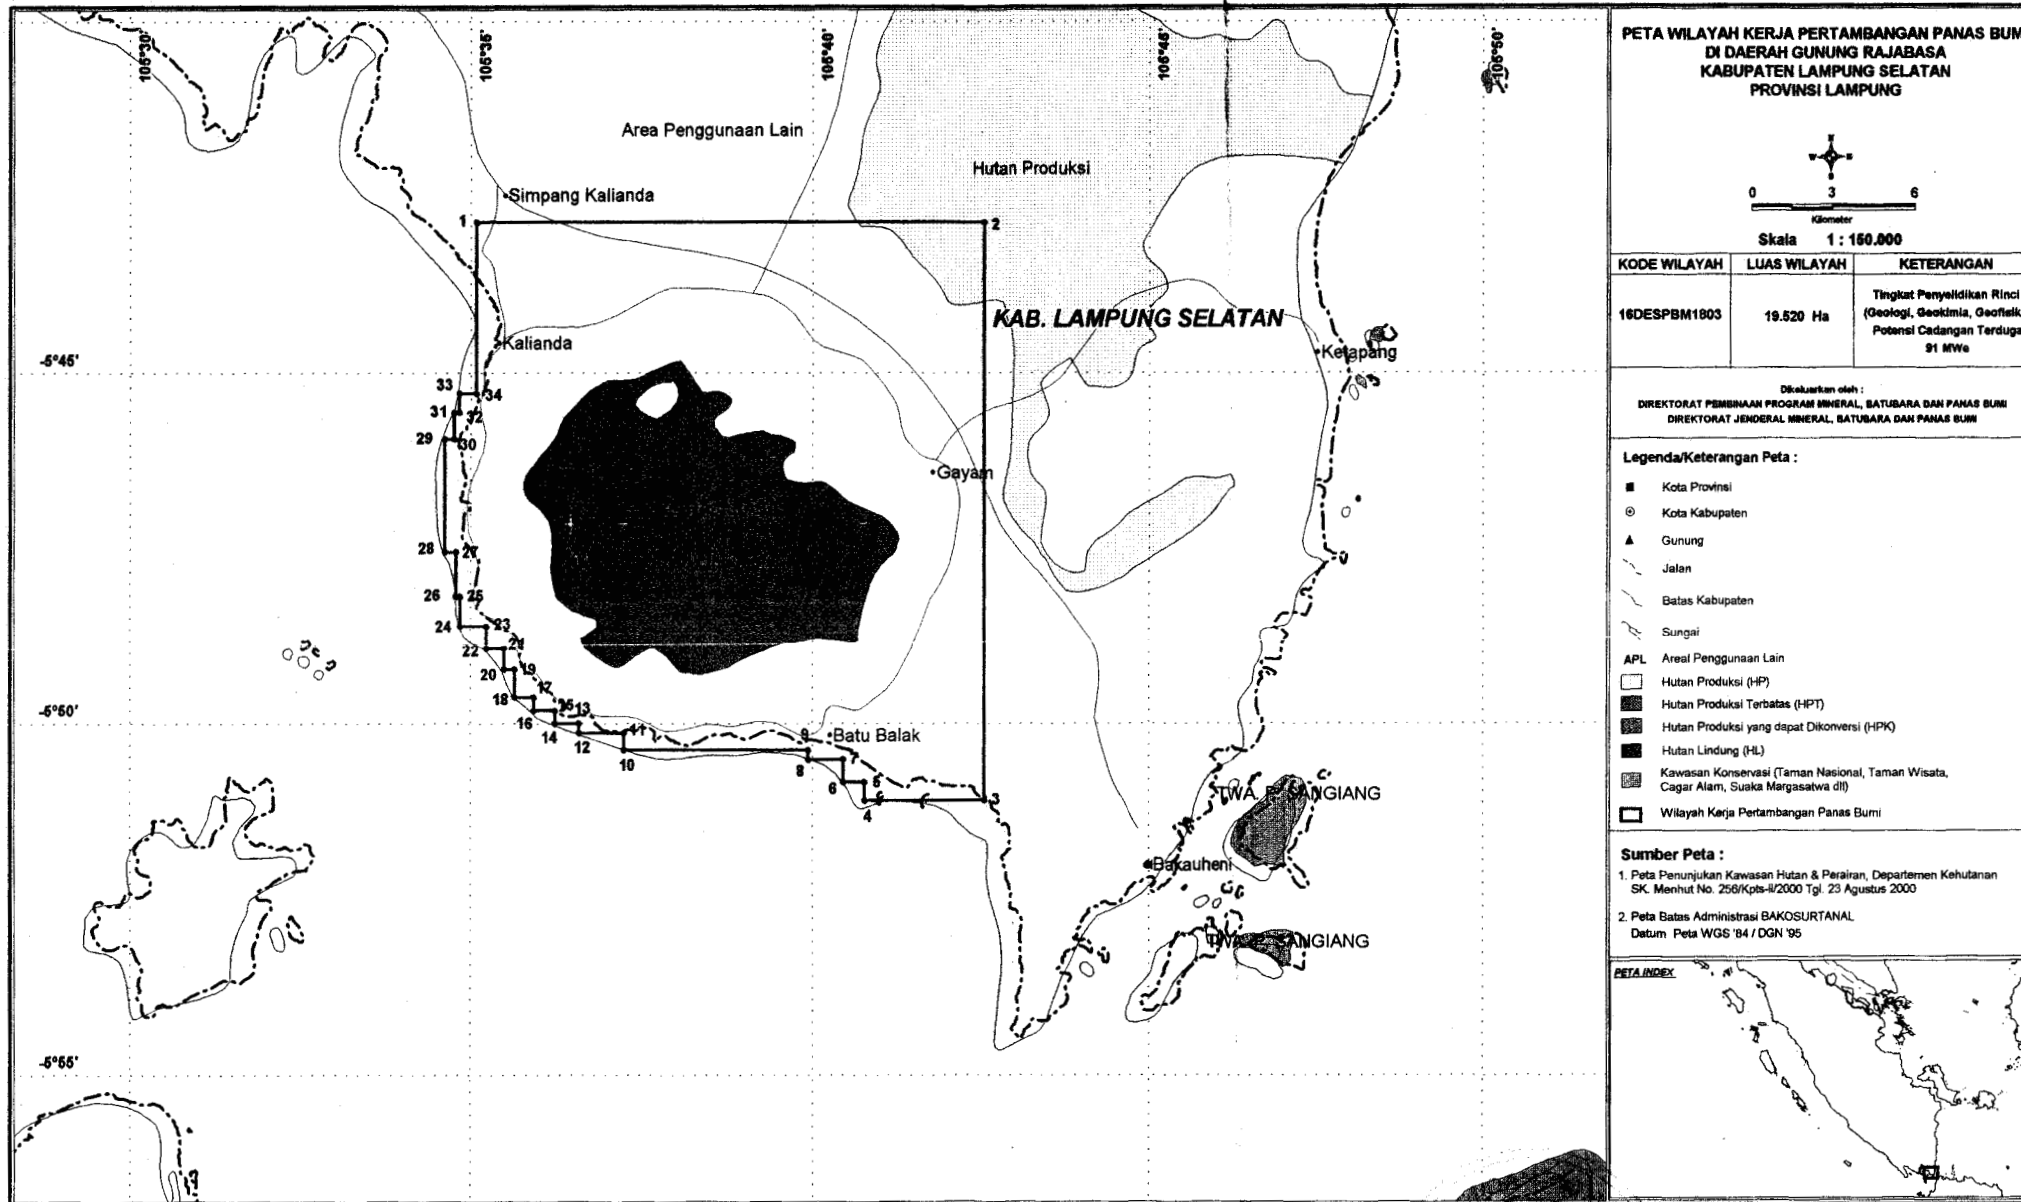 105°30'
105°35'
105°40'
105°45'
105°50'
Area Penggunaan Lain
Hutan Produksi
Simpang Kalianda
1
2
KAB. LAMPUNG SELATAN
Kalianda
Ketapang
-5°45'
33
34
31
32
29
30
Gayam
28
27
26
25
24
23
22
21
20
19
18
17
-5°50'
16
15
13
14
12
11
10
9
Batu Balak
8
7
6
5
4
3
TWA. P. SANGIANG
Bakauheni
TWA. P. SANGIANG
-5°55'
PETA WILAYAH KERJA PERTAMBANGAN PANAS BUMI
DI DAERAH GUNUNG RAJABASA
KABUPATEN LAMPUNG SELATAN
PROVINSI LAMPUNG
0 3 6
Kilometer
Skala 1 : 150.000
KODE WILAYAH LUAS WILAYAH KETERANGAN
16DESPBM1803 19.520 Ha
Tingkat Penyelidikan Rinci
(Geologi, Geokimia, Geofisik
Potensi Cadangan Terduga
91 MWe
Dikeluarkan oleh :
DIREKTORAT PEMBINAAN PROGRAM MINERAL, BATUBARA DAN PANAS BUMI
DIREKTORAT JENDERAL MINERAL, BATUBARA DAN PANAS BUMI
Legenda/Keterangan Peta :
Kota Provinsi
Kota Kabupaten
Gunung
Jalan
Batas Kabupaten
Sungai
APL Areal Penggunaan Lain
Hutan Produksi (HP)
Hutan Produksi Terbatas (HPT)
Hutan Produksi yang dapat Dikonversi (HPK)
Hutan Lindung (HL)
Kawasan Konservasi (Taman Nasional, Taman Wisata,
Cagar Alam, Suaka Margasatwa dll)
Wilayah Kerja Pertambangan Panas Bumi
Sumber Peta :
1. Peta Penunjukan Kawasan Hutan & Perairan, Departemen Kehutanan
SK. Menhut No. 256/Kpts-II/2000 Tgl. 23 Agustus 2000
2. Peta Batas Administrasi BAKOSURTANAL
Datum Peta WGS '84 / DGN '95
PETA INDEX